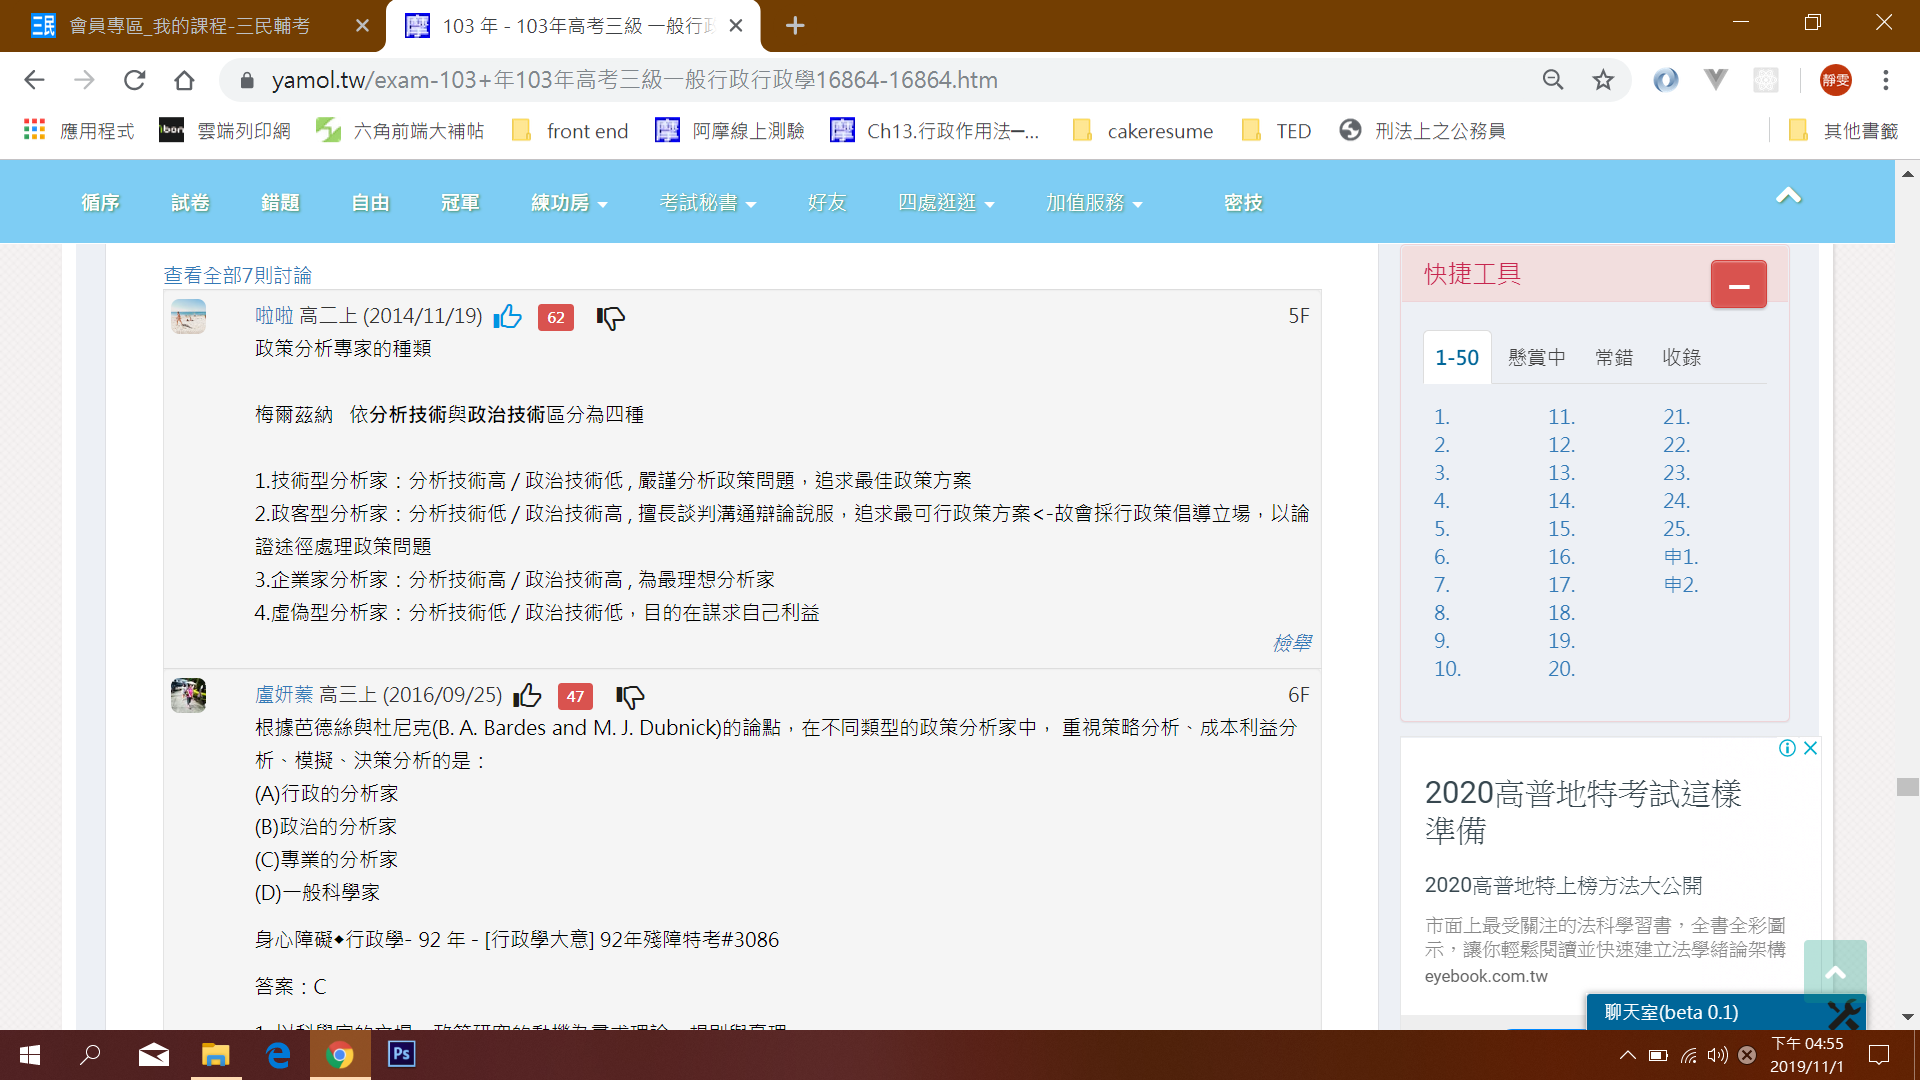 會員專區_我的課程-三民輔考
103 年 - 103年高考三級 一般行政
yamol.tw/exam-103+年103年高考三級一般行政行政學16864-16864.htm
靜雯
應用程式
ibon
雲端列印網
六角前端大補帖
front end
阿摩線上測驗
Ch13.行政作用法─...
cakeresume
TED
刑法上之公務員
其他書籤
循序 試卷 錯題 自由 冠軍 練功房 考試秘書 好友 四處逛逛 加值服務 密技
查看全部7則討論
啦啦 高二上 (2014/11/19) 62 5F
政策分析專家的種類
梅爾茲納 依分析技術與政治技術區分為四種
1.技術型分析家：分析技術高 / 政治技術低 , 嚴謹分析政策問題，追求最佳政策方案
2.政客型分析家：分析技術低 / 政治技術高 , 擅長談判溝通辯論說服，追求最可行政策方案<-故會採行政策倡導立場，以論
證途徑處理政策問題
3.企業家分析家：分析技術高 / 政治技術高 , 為最理想分析家
4.虛偽型分析家：分析技術低 / 政治技術低，目的在謀求自己利益
檢舉
盧妍蓁 高三上 (2016/09/25) 47 6F
根據芭德絲與杜尼克(B. A. Bardes and M. J. Dubnick)的論點，在不同類型的政策分析家中， 重視策略分析、成本利益分
析、模擬、決策分析的是：
(A)行政的分析家
(B)政治的分析家
(C)專業的分析家
(D)一般科學家
身心障礙◆行政學- 92 年 - [行政學大意] 92年殘障特考#3086
答案：C
快捷工具
1-50 懸賞中 常錯 收錄
1. 11. 21.
2. 12. 22.
3. 13. 23.
4. 14. 24.
5. 15. 25.
6. 16. 申1.
7. 17. 申2.
8. 18.
9. 19.
10. 20.
2020高普地特考試這樣
準備
2020高普地特上榜方法大公開
市面上最受關注的法科學習書，全書全彩圖
示，讓你輕鬆閱讀並快速建立法學緒論架構
eyebook.com.tw
聊天室(beta 0.1)
Ps
下午 04:55
2019/11/1